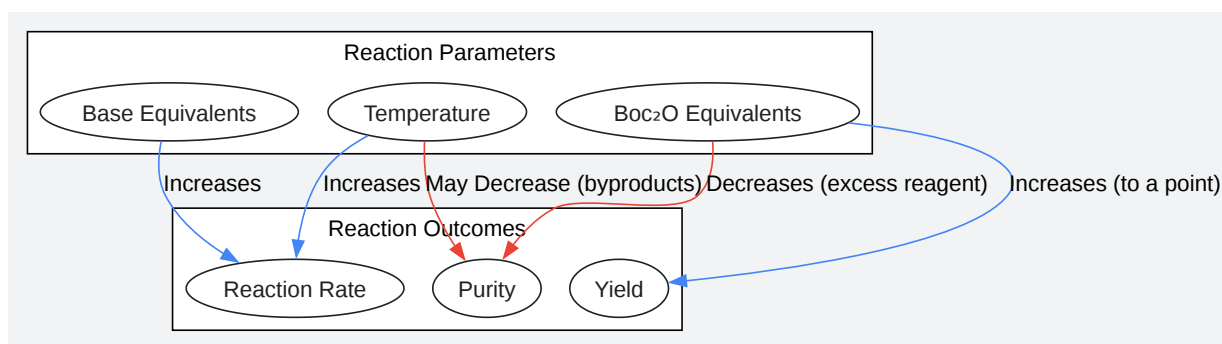 Reaction Parameters
Base Equivalents
Temperature
Boc₂O Equivalents
Increases
Increases
May Decrease (byproducts)
Decreases (excess reagent)
Increases (to a point)
Reaction Outcomes
Reaction Rate
Purity
Yield